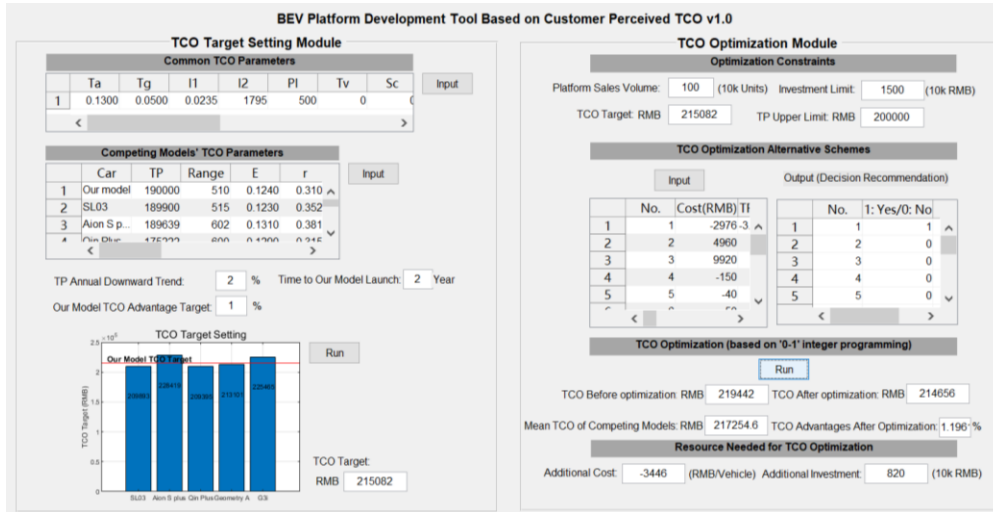 BEV Platform Development Tool Based on Customer Perceived TCO v1.0
TCO Target Setting Module
Common TCO Parameters
Ta Tg I1 I2 Pl Tv Sc
1 0.1300 0.0500 0.0235 1795 500 0
Input
Competing Models' TCO Parameters
Car TP Range E r
1 Our model 190000 510 0.1240 0.310
2 SL03 189900 515 0.1230 0.352
3 Aion S p... 189639 602 0.1310 0.381
Input
TP Annual Downward Trend: 2 % Time to Our Model Launch: 2 Year
Our Model TCO Advantage Target: 1 %
TCO Target Setting
Our Model TCO Target
TCO Target (RMB)
2.5
1.5
1
0.5
0
SL03 Aion S plus Qin Plus Geometry A G3i
Run
TCO Target:
RMB 215082
TCO Optimization Module
Optimization Constraints
Platform Sales Volume: 100 (10k Units) Investment Limit: 1500 (10k RMB)
TCO Target: RMB 215082 TP Upper Limit: RMB 200000
TCO Optimization Alternative Schemes
Input
Output (Decision Recommendation)
No. Cost(RMB)
1 1 -2976
2 2 4960
3 3 9920
4 4 -150
5 5 -40
No. 1: Yes/0: No
1 1 1
2 2 0
3 3 0
4 4 0
5 5 0
TCO Optimization (based on '0-1' integer programming)
Run
TCO Before optimization: RMB 219442 TCO After optimization: RMB 214656
Mean TCO of Competing Models: RMB 217254.6 TCO Advantages After Optimization: 1.196 %
Resource Needed for TCO Optimization
Additional Cost: -3446 (RMB/Vehicle) Additional Investment: 820 (10k RMB)